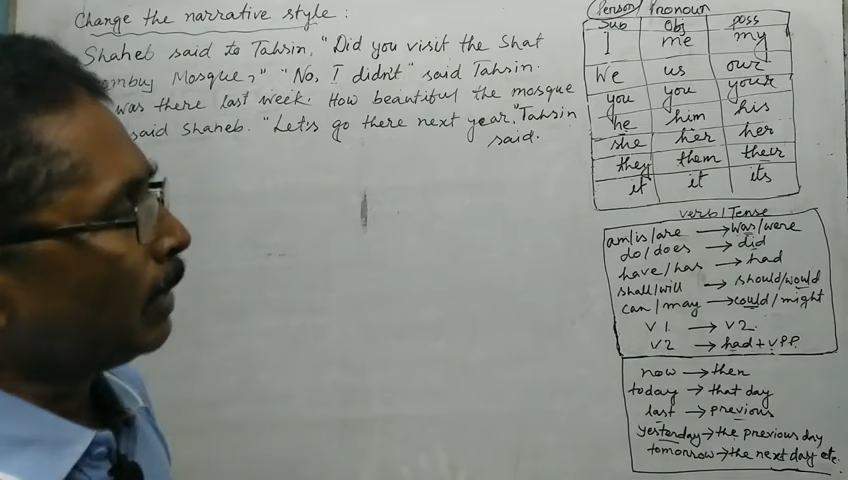 Change the narrative style:
Shaheb said to Tahsin, "Did you visit the Shat
ombuj Mosque?" "No, I didn't" said Tahsin.
was there last week. How beautiful the mosque
said Shaheb. "Let's go there next year," Tahsin
said.
Person/Pronoun
Sub obj poss
I me my
We us our
you you your
he him his
she her her
they them their
it it its
verb/Tense
am/is/are → was/were
do/does → did
have/has → had
shall/will → should/would
can/may → could/might
V1 → V2
V2 → had+VPP
now → then
today → that day
last → previous
yesterday → the previous day
tomorrow → the next day etc.